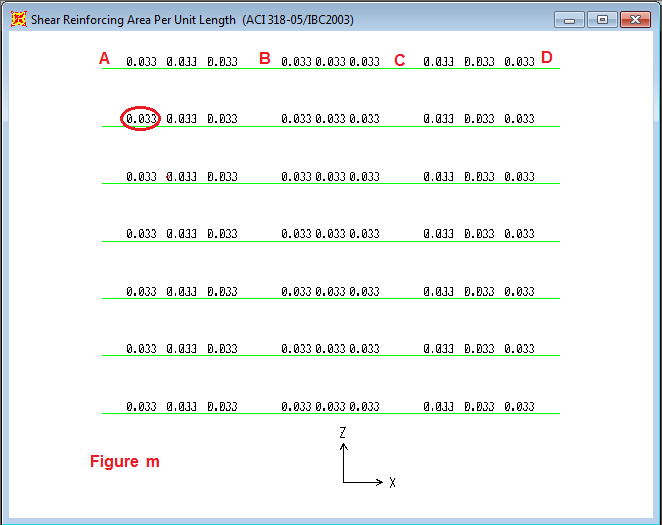 Shear Reinforcing Area Per Unit Length (ACI 318-05/IBC2003)
A 0.033 0.033 0.033 B 0.033 0.033 0.033 C 0.033 0.033 0.033 D
0.033 0.033 0.033 0.033 0.033 0.033 0.033 0.033 0.033
0.033 0.033 0.033 0.033 0.033 0.033 0.033 0.033 0.033
0.033 0.033 0.033 0.033 0.033 0.033 0.033 0.033 0.033
0.033 0.033 0.033 0.033 0.033 0.033 0.033 0.033 0.033
0.033 0.033 0.033 0.033 0.033 0.033 0.033 0.033 0.033
0.033 0.033 0.033 0.033 0.033 0.033 0.033 0.033 0.033
Z
Figure m
X